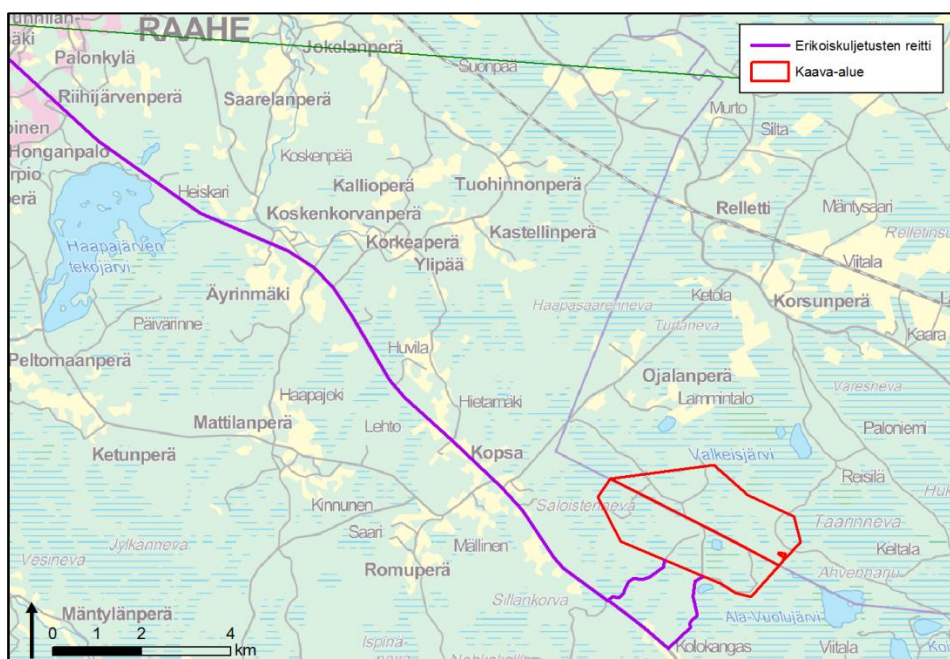 RAAHE
Palonkylä
Jokelanperä
Suonpää
Erikoiskuljetusten reitti
Kaava-alue
Riihijärvenperä
Saarelanperä
Murto
Silta
Honganpalo
Koskenpää
Heiskari
Kallioperä
Tuohinnonperä
Koskenkorvanperä
Relletti
Mäntysaari
Haapajärven
tekojärvi
Korkeaperä
Kastellinperä
Ylipää
Viitala
Äyrinmäki
Haapasaarenneva
Ketola
Korsunperä
Päivärinne
Tunaneva
Kaara
Peltomaanperä
Huvila
Ojalanperä
Haapajoki
Hietamäki
Lammintalo
Varesneva
Mattilanperä
Lehto
Paloniemi
Ketunperä
Kopsa
Valkeisjärvi
Reisilä
Kinnunen
Saloistenneva
Saari
Taarinneva
Jylkänneva
Mällinen
Keltala
Vesineva
Romuperä
Ahvenharju
Sillankorva
Mäntylänperä
Ala-Vuolujärvi
0 1 2 4
km
Kolokangas
Viitala